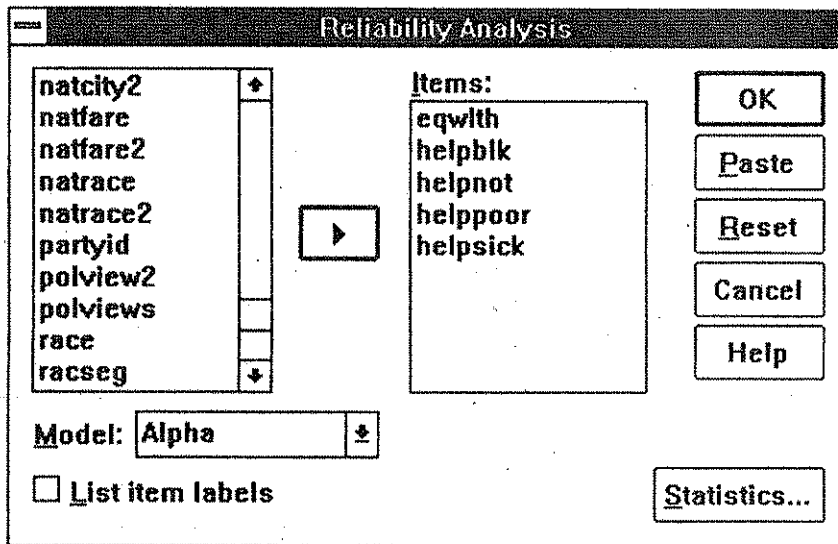 Reliability Analysis
natcity2
natfare
natfare2
natrace
natrace2
partyid
polview2
polviews
race
racseg
Items:
eqwlth
helpblk
helpnot
helppoor
helpsick
OK
Paste
Reset
Cancel
Help
Model: Alpha
List item labels
Statistics...